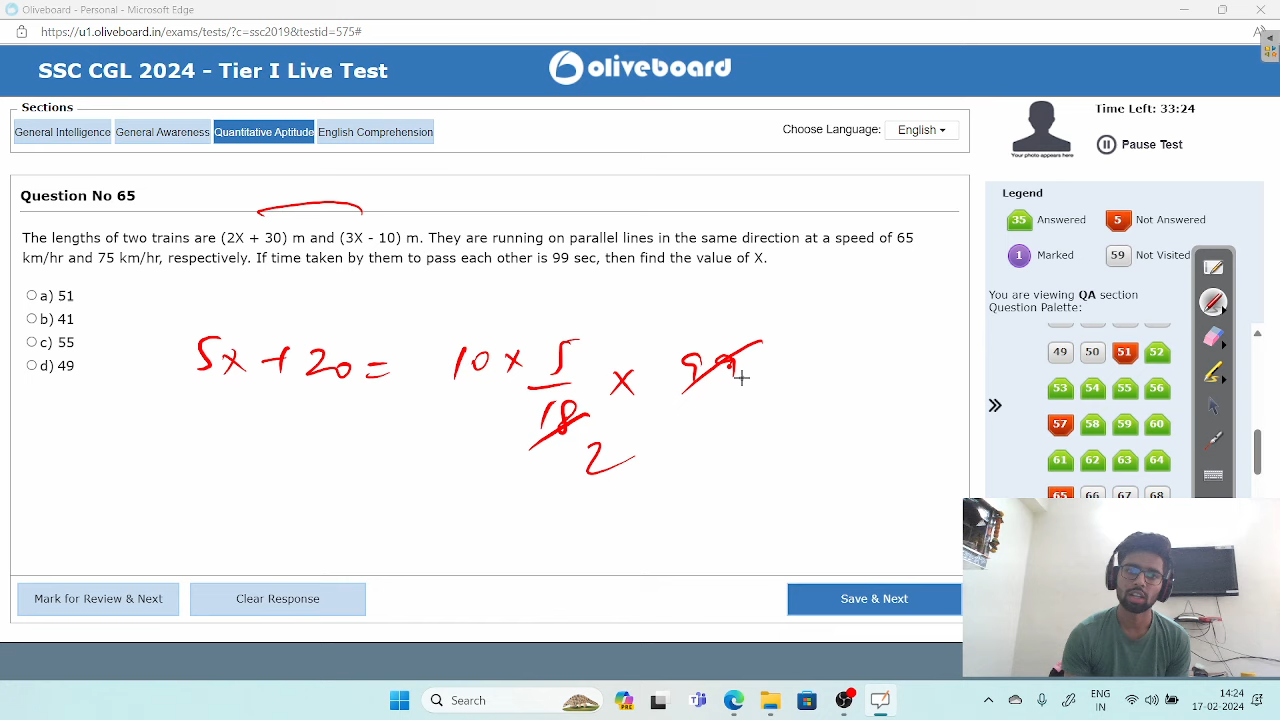 Oliveboard - Personal - Microsoft Edge
https://u1.oliveboard.in/exams/tests/?c=ssc2019&testid=575#
SSC CGL 2024 - Tier I Live Test
oliveboard
Sections
General Intelligence
General Awareness
Quantitative Aptitude
English Comprehension
Choose Language:
English
Time Left: 33:24
Your photo appears here
Pause Test
Question No 65
The lengths of two trains are (2X + 30) m and (3X - 10) m. They are running on parallel lines in the same direction at a speed of 65
km/hr and 75 km/hr, respectively. If time taken by them to pass each other is 99 sec, then find the value of X.
a) 51
b) 41
c) 55
d) 49
5x + 20 = 10 x 5/18 x 99
2
Legend
35 Answered
5 Not Answered
1 Marked
59 Not Visited
You are viewing QA section
Question Palette:
49 50 51 52
53 54 55 56
57 58 59 60
61 62 63 64
65 66 67 68
Mark for Review & Next
Clear Response
Save & Next
Search
PRE
ENG
IN
14:24
17-02-2024